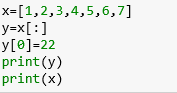 x=[1,2,3,4,5,6,7]
y=x[:]
y[0]=22
print(y)
print(x)